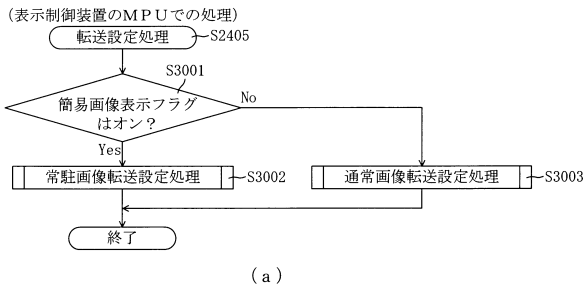 (表示制御装置のMPUでの処理)
転送設定処理
S2405
S3001
簡易画像表示フラグ
はオン?
No
Yes
常駐画像転送設定処理
S3002
通常画像転送設定処理
S3003
終了
(a)